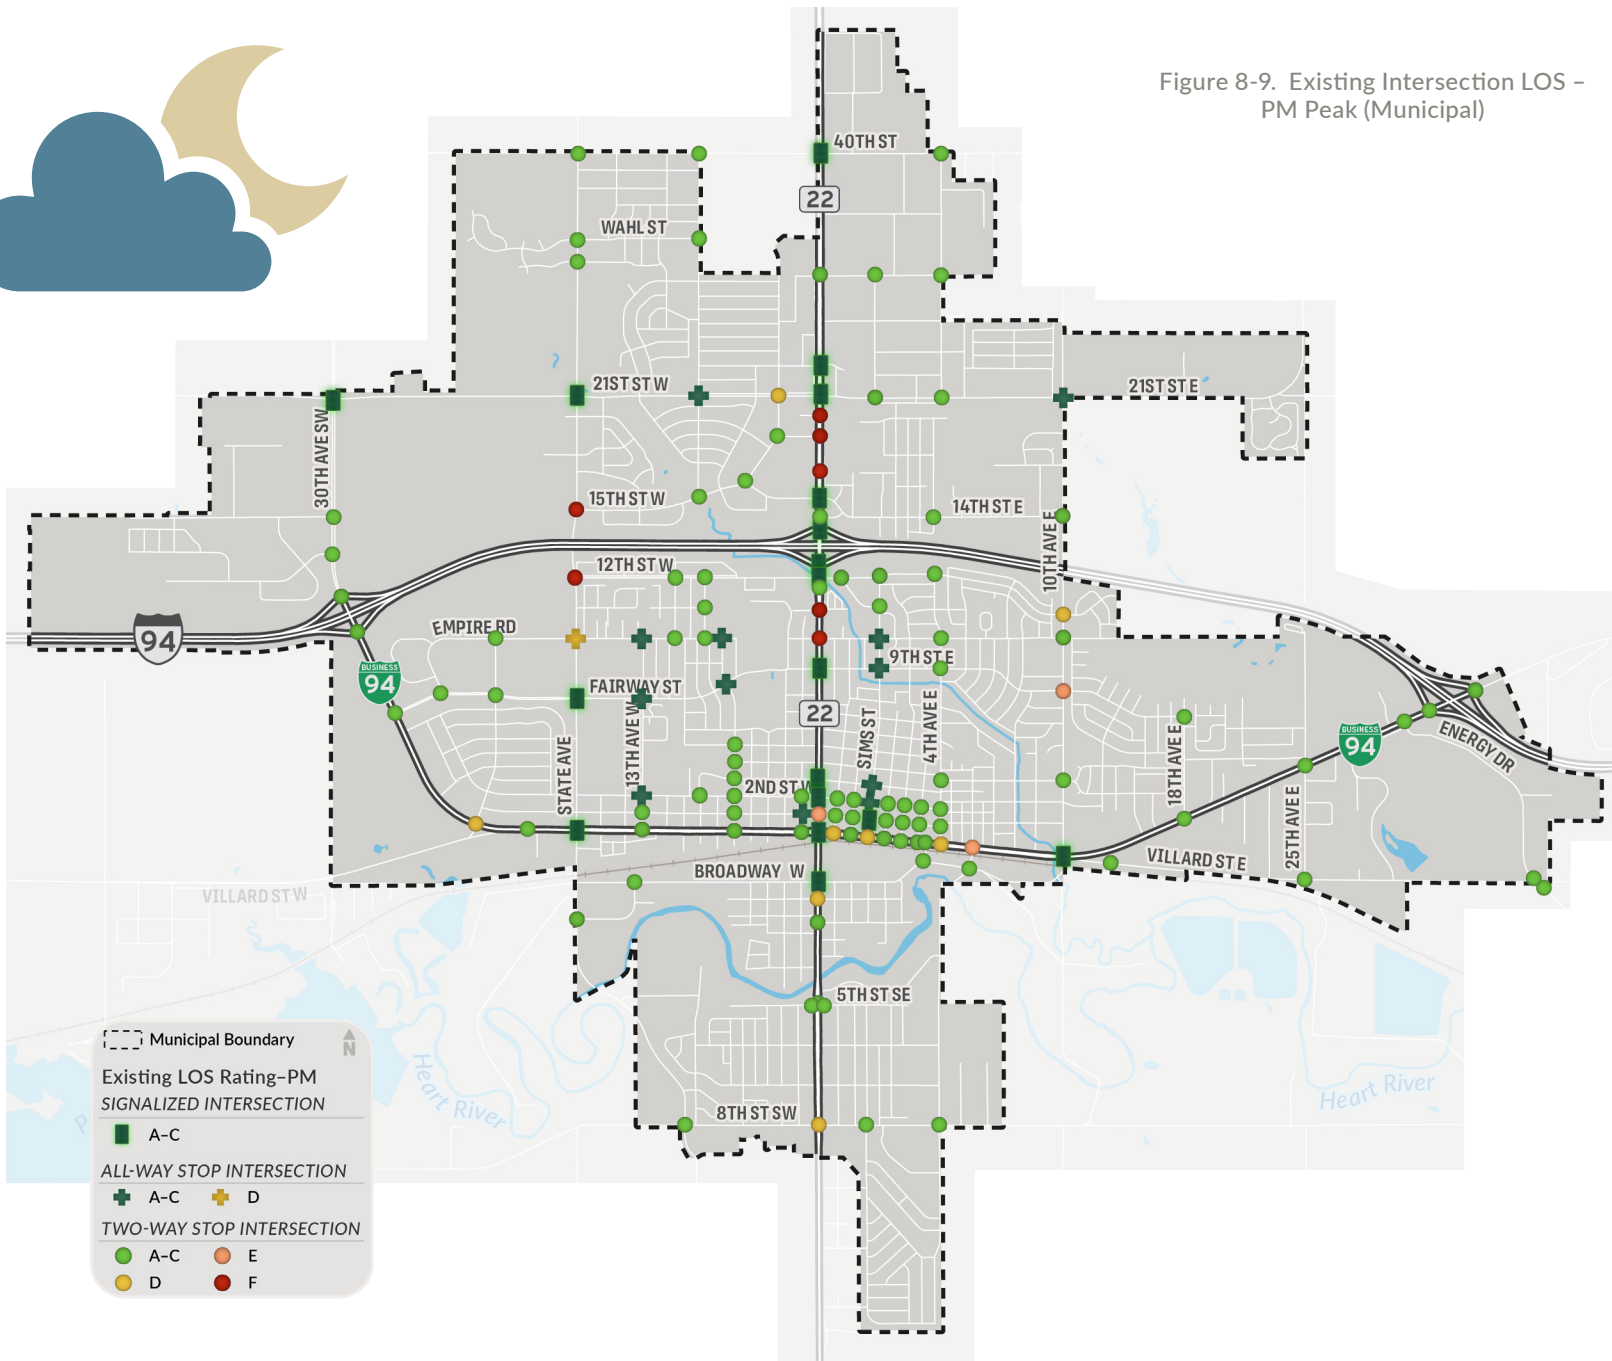 Figure 8-9. Existing Intersection LOS –
PM Peak (Municipal)
40TH ST
22
WAHL ST
21ST ST W
21ST ST E
30TH AVE SW
15TH ST W
14TH ST E
10TH AVE E
12TH ST W
94
EMPIRE RD
9TH ST E
BUSINESS
94
FAIRWAY ST
22
13TH AVE W
STATE AVE
SIMS ST
4TH AVE E
18TH AVE E
BUSINESS
94
ENERGY DR
2ND ST W
25TH AVE E
VILLARD ST E
BROADWAY W
VILLARD ST W
5TH ST SE
Heart River
Heart River
8TH ST SW
P
Municipal Boundary
N
Existing LOS Rating–PM
SIGNALIZED INTERSECTION
A–C
ALL-WAY STOP INTERSECTION
A–C D
TWO-WAY STOP INTERSECTION
A–C E
D F